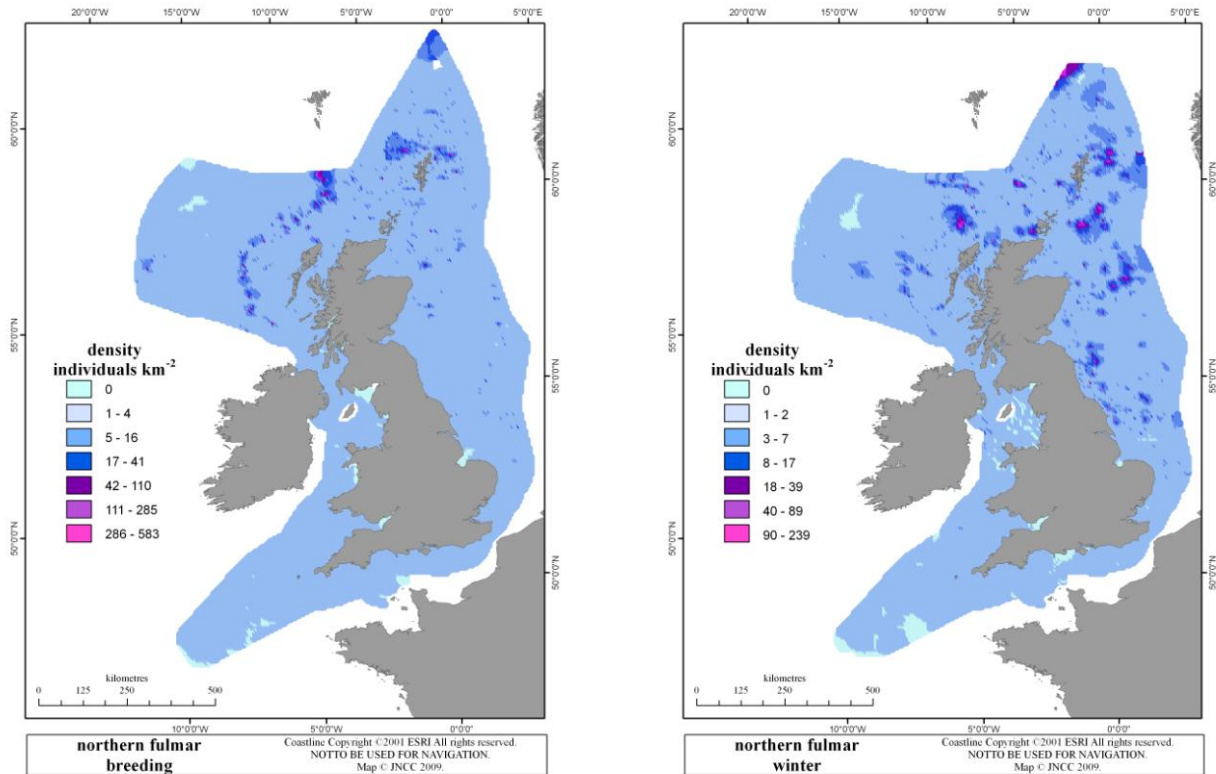 20°0'0"W 15°0'0"W 10°0'0"W 5°0'0"W 0°0'0" 5°0'0"E
60°0'0"N
55°0'0"N
50°0'0"N
60°0'0"N
55°0'0"N
50°0'0"N
density
individuals km-2
0
1 - 4
5 - 16
17 - 41
42 - 110
111 - 285
286 - 583
kilometres
0 125 250 500
10°0'0"W 5°0'0"W 0°0'0"
northern fulmar
breeding
Coastline Copyright ©2001 ESRI All rights reserved.
NOTTO BE USED FOR NAVIGATION.
Map © JNCC 2009.
20°0'0"W 15°0'0"W 10°0'0"W 5°0'0"W 0°0'0" 5°0'0"E
60°0'0"N
55°0'0"N
50°0'0"N
60°0'0"N
55°0'0"N
50°0'0"N
density
individuals km-2
0
1 - 2
3 - 7
8 - 17
18 - 39
40 - 89
90 - 239
kilometres
0 125 250 500
10°0'0"W 5°0'0"W 0°0'0"
northern fulmar
winter
Coastline Copyright ©2001 ESRI All rights reserved.
NOTTO BE USED FOR NAVIGATION.
Map © JNCC 2009.